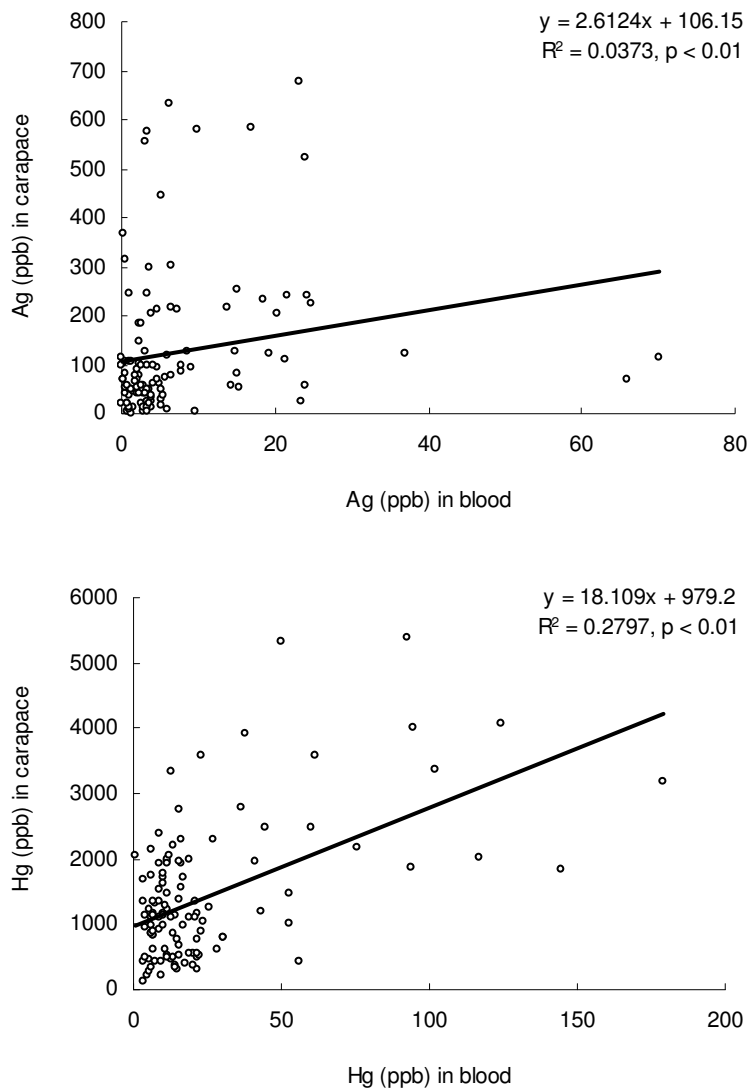 y = 2.6124x + 106.15
R² = 0.0373, p < 0.01
Ag (ppb) in carapace
800
700
600
500
400
300
200
100
0
0 20 40 60 80
Ag (ppb) in blood
y = 18.109x + 979.2
R² = 0.2797, p < 0.01
Hg (ppb) in carapace
6000
5000
4000
3000
2000
1000
0
0 50 100 150 200
Hg (ppb) in blood